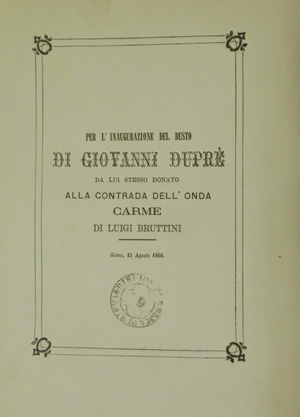 PER L' INAUGURAZIONE DEL BUSTO
DI GIOVANNI DUPRÈ
DA LUI STESSO DONATO
ALLA CONTRADA DELL' ONDA
CARME
DI LUIGI BRUTTINI
Siena, 15 Agosto 1869.